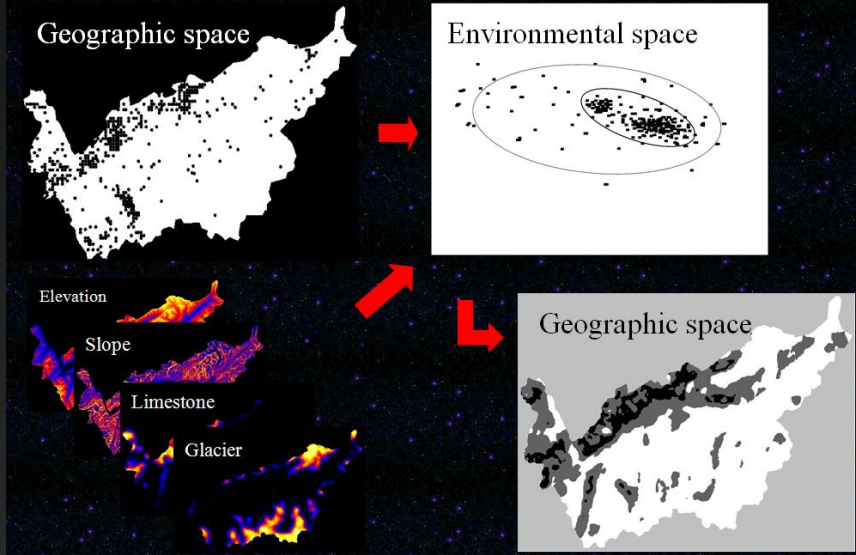 Geographic space
Environmental space
Elevation
Slope
Limestone
Glacier
Geographic space